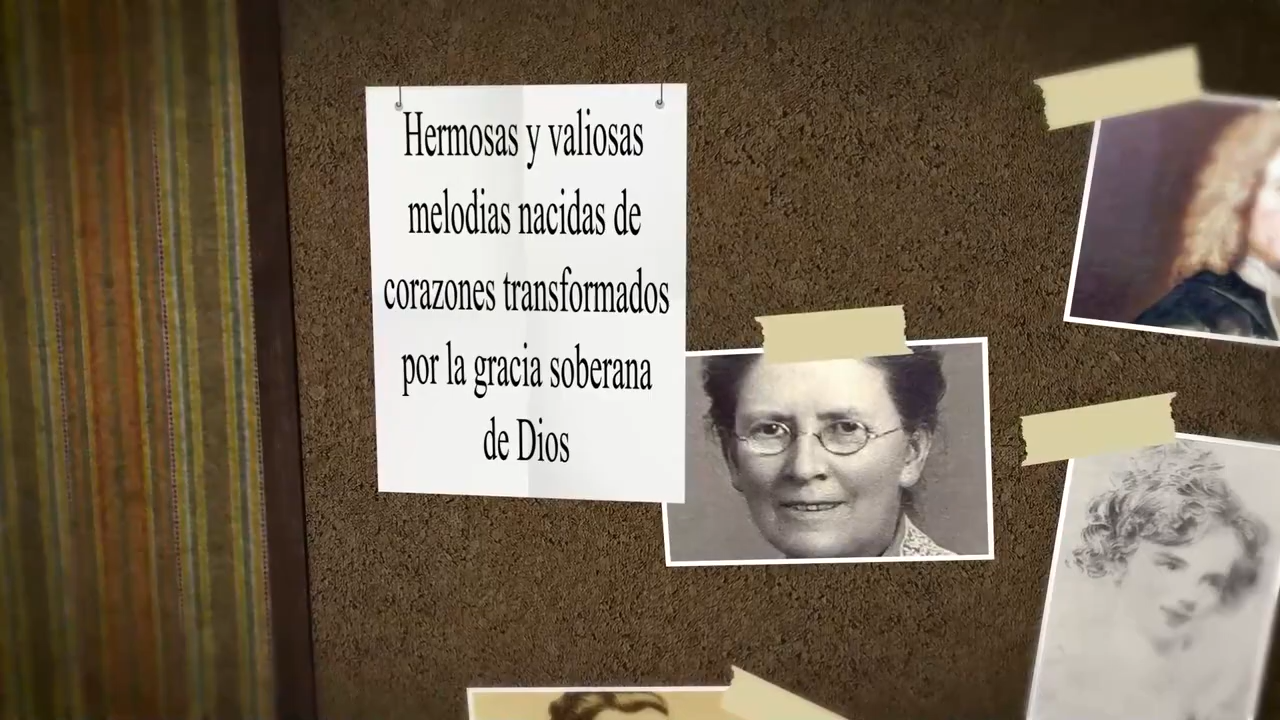 Hermosas y valiosas
melodias nacidas de
corazones transformados
por la gracia soberana
de Dios